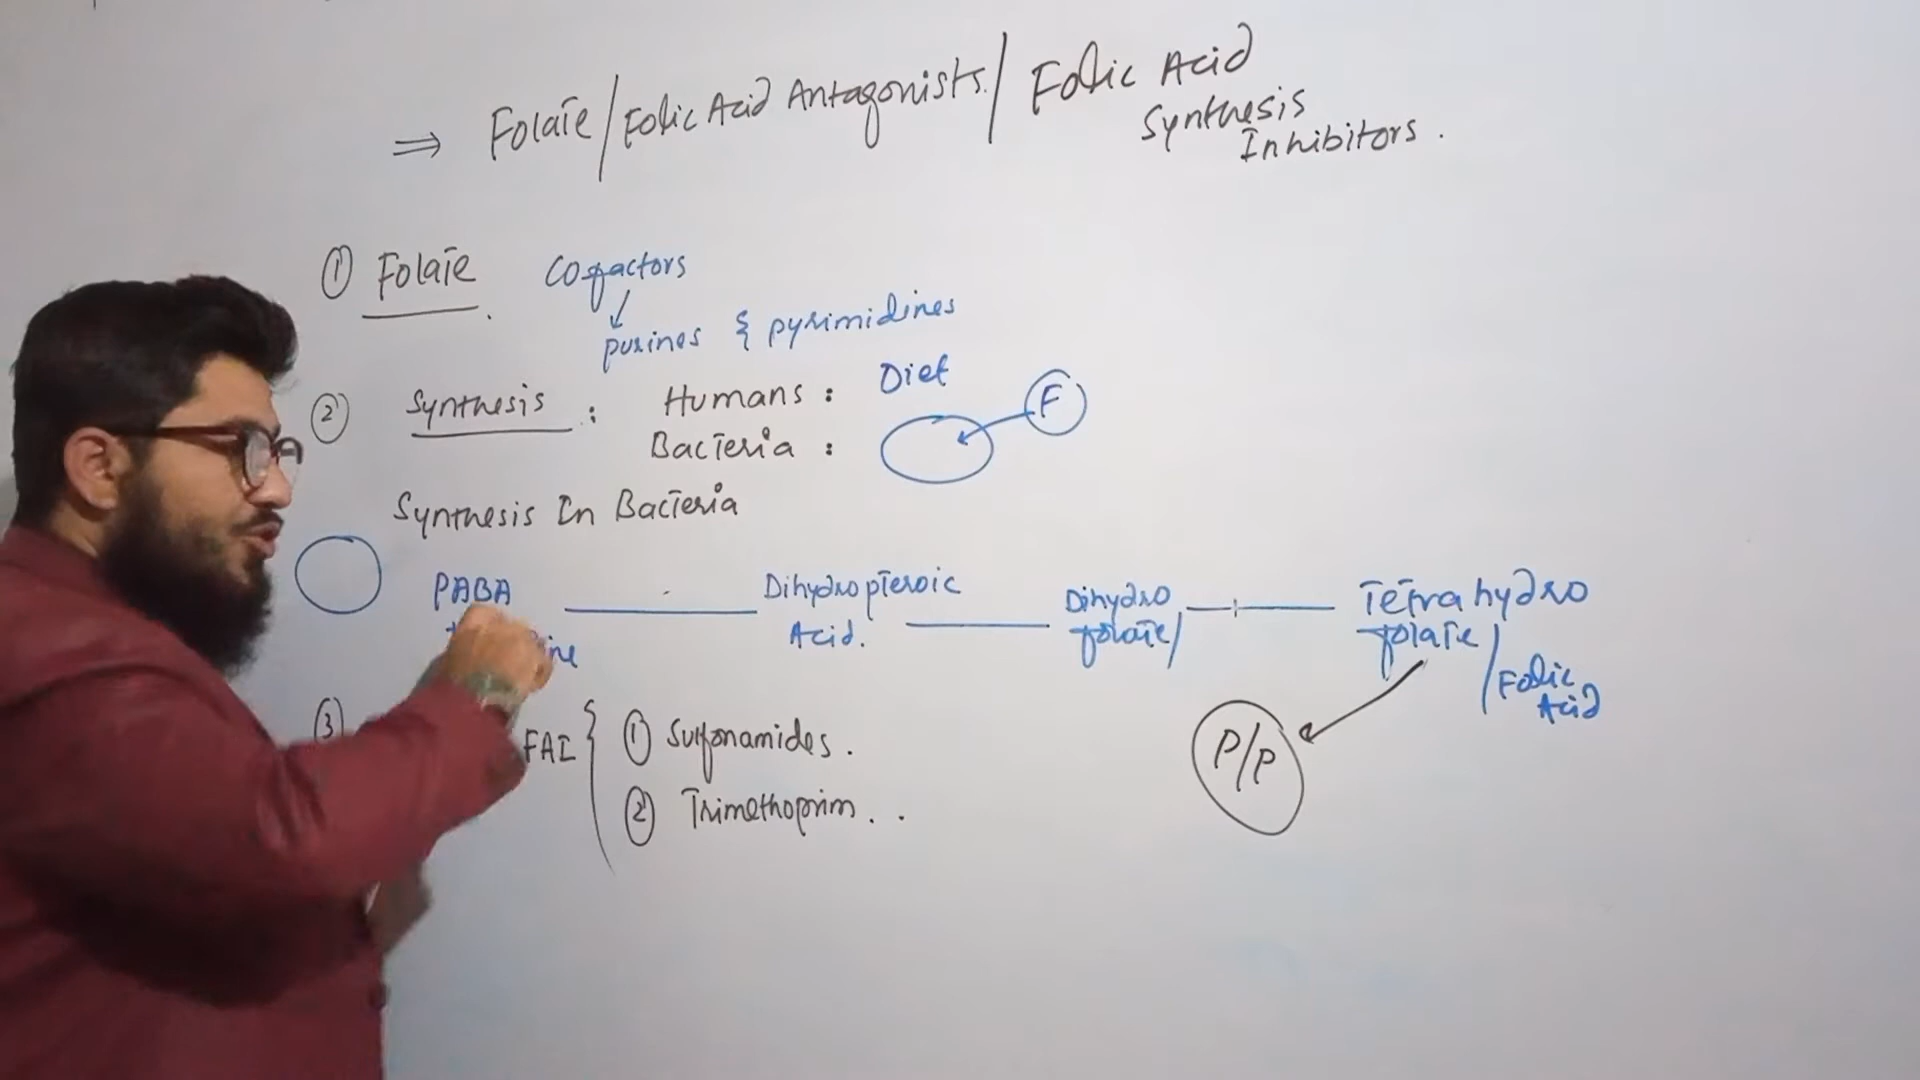 ⇒ Folate/Folic Acid Antagonists./Folic Acid
Synthesis
Inhibitors.
① Folate. Cofactors
↓
purines & pyrimidines
② Synthesis: Humans: Diet
Bacteria: F
Synthesis In Bacteria
PABA Dihydropteroic Acid. Dihydro folate/ Tetrahydro folate/Folic Acid
③ FAI { ① Sulfonamides.
② Trimethoprim..
P/P